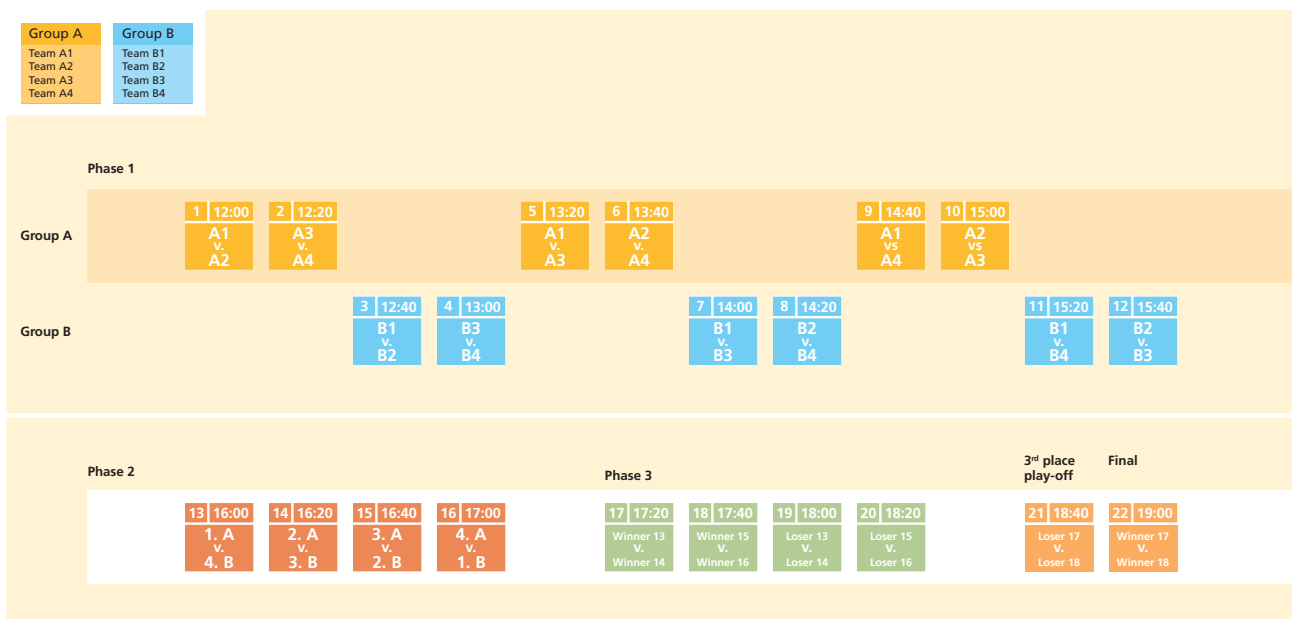 Group A
Team A1
Team A2
Team A3
Team A4
Group B
Team B1
Team B2
Team B3
Team B4
Phase 1
Group A
1 12:00
A1
v.
A2
2 12:20
A3
v.
A4
5 13:20
A1
v.
A3
6 13:40
A2
v.
A4
9 14:40
A1
vs
A4
10 15:00
A2
vs
A3
Group B
3 12:40
B1
v.
B2
4 13:00
B3
v.
B4
7 14:00
B1
v.
B3
8 14:20
B2
v.
B4
11 15:20
B1
v.
B4
12 15:40
B2
v.
B3
Phase 2
13 16:00
1. A
v.
4. B
14 16:20
2. A
v.
3. B
15 16:40
3. A
v.
2. B
16 17:00
4. A
v.
1. B
Phase 3
17 17:20
Winner 13
v.
Winner 14
18 17:40
Winner 15
v.
Winner 16
19 18:00
Loser 13
v.
Loser 14
20 18:20
Loser 15
v.
Loser 16
3rd place
play-off
21 18:40
Loser 17
v.
Loser 18
Final
22 19:00
Winner 17
v.
Winner 18